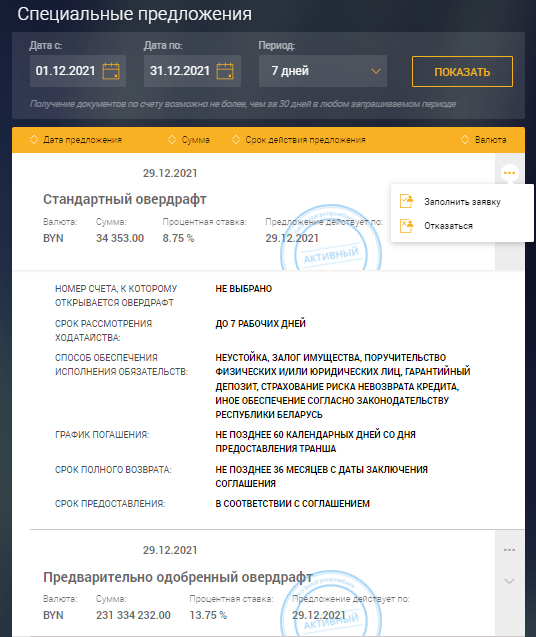 Специальные предложения
Дата с: Дата по: Период:
01.12.2021 31.12.2021 7 дней ПОКАЗАТЬ
Получение документов по счету возможно не более, чем за 30 дней в любом запрашиваемом периоде
Дата предложения Сумма Срок действия предложения Валюта
29.12.2021
Стандартный овердрафт
Заполнить заявку
Отказаться
Валюта: Сумма: Процентная ставка: Предложение действует по:
BYN 34 353.00 8.75 % 29.12.2021
АКТИВНЫЙ
НОМЕР СЧЕТА, К КОТОРОМУ НЕ ВЫБРАНО
ОТКРЫВАЕТСЯ ОВЕРДРАФТ
СРОК РАССМОТРЕНИЯ ДО 7 РАБОЧИХ ДНЕЙ
ХОДАТАЙСТВА:
СПОСОБ ОБЕСПЕЧЕНИЯ НЕУСТОЙКА, ЗАЛОГ ИМУЩЕСТВА, ПОРУЧИТЕЛЬСТВО
ИСПОЛНЕНИЯ ОБЯЗАТЕЛЬСТВ: ФИЗИЧЕСКИХ И/ИЛИ ЮРИДИЧЕСКИХ ЛИЦ, ГАРАНТИЙНЫЙ
ДЕПОЗИТ, СТРАХОВАНИЕ РИСКА НЕВОЗВРАТА КРЕДИТА,
ИНОЕ ОБЕСПЕЧЕНИЕ СОГЛАСНО ЗАКОНОДАТЕЛЬСТВУ
РЕСПУБЛИКИ БЕЛАРУСЬ
ГРАФИК ПОГАШЕНИЯ: НЕ ПОЗДНЕЕ 60 КАЛЕНДАРНЫХ ДНЕЙ СО ДНЯ
ПРЕДОСТАВЛЕНИЯ ТРАНША
СРОК ПОЛНОГО ВОЗВРАТА: НЕ ПОЗДНЕЕ 36 МЕСЯЦЕВ С ДАТЫ ЗАКЛЮЧЕНИЯ
СОГЛАШЕНИЯ
СРОК ПРЕДОСТАВЛЕНИЯ: В СООТВЕТСТВИИ С СОГЛАШЕНИЕМ
29.12.2021
Предварительно одобренный овердрафт
Валюта: Сумма: Процентная ставка: Предложение действует по:
BYN 231 334 232.00 13.75 % 29.12.2021
АКТИВНЫЙ